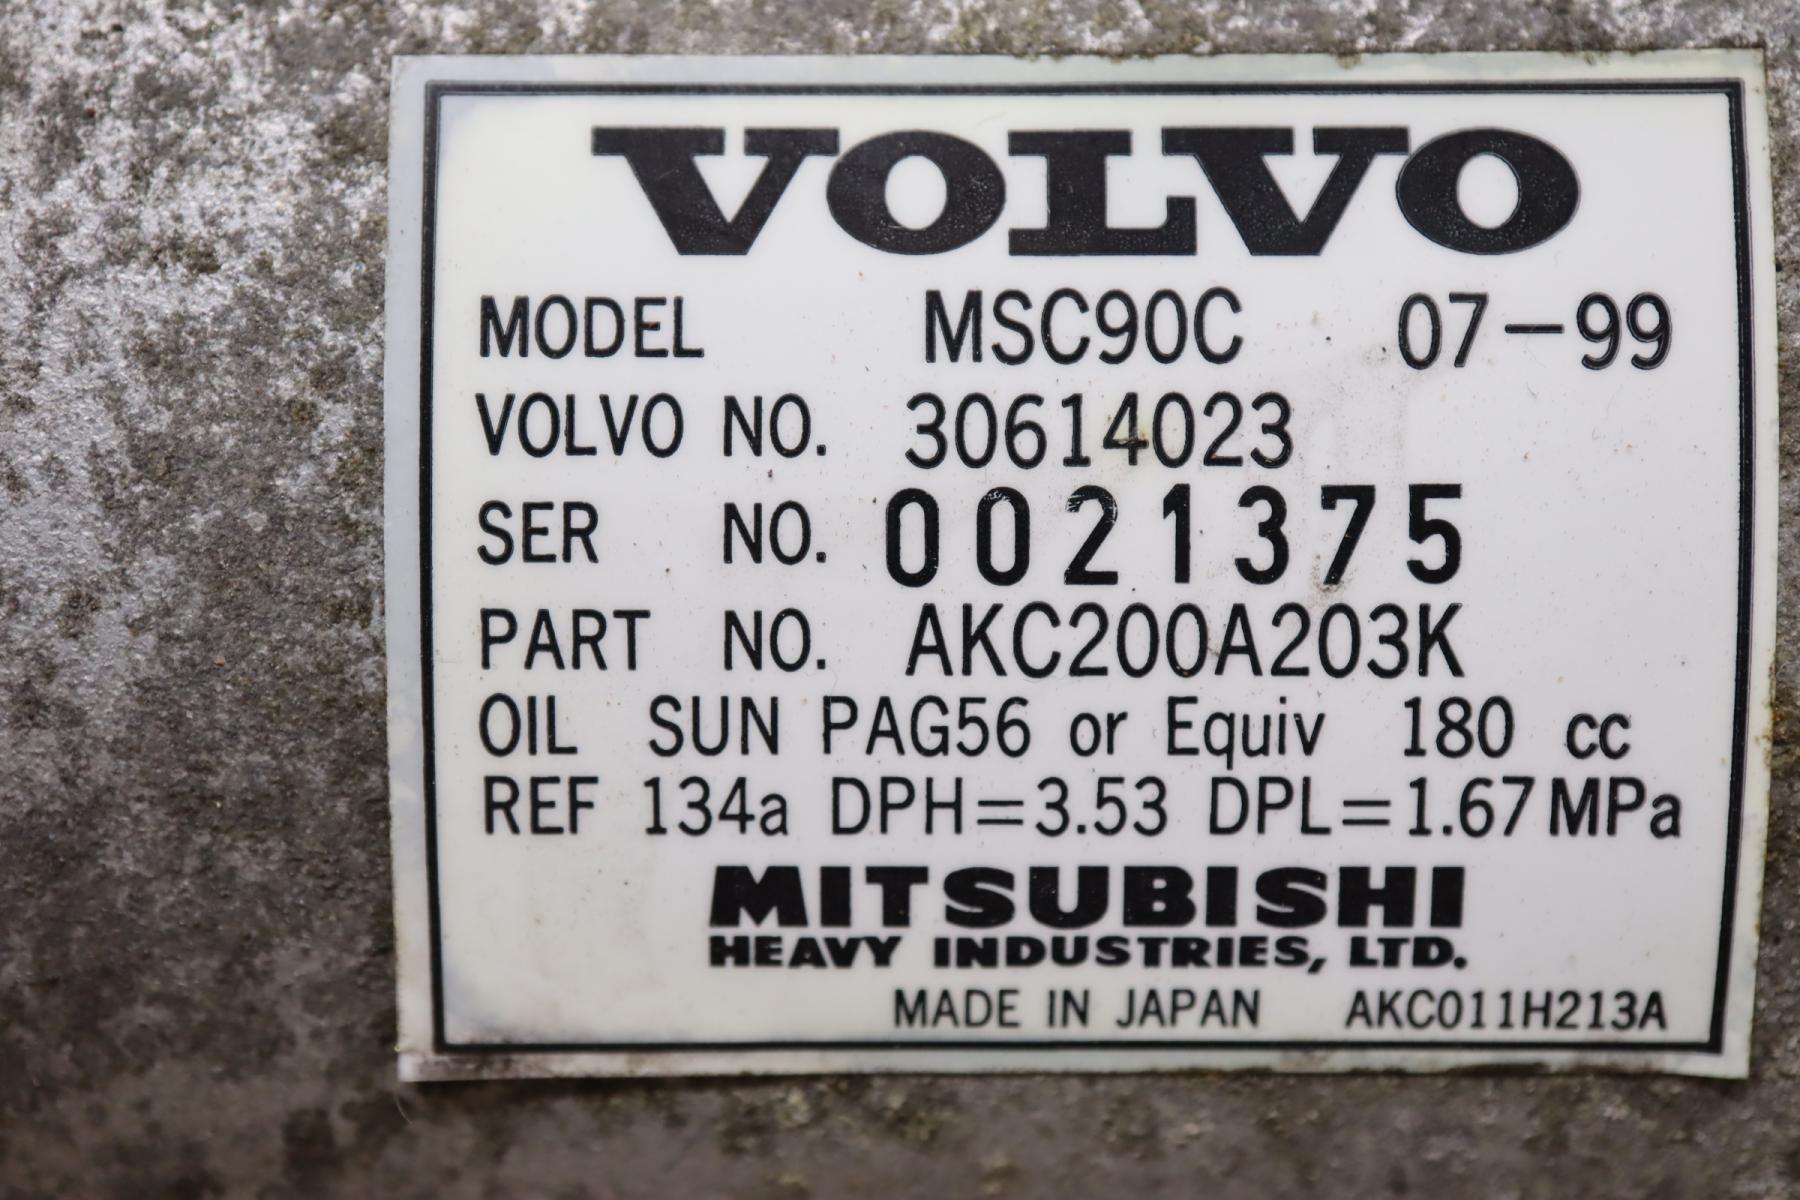 VOLVO
MODEL MSC90C 07-99
VOLVO NO. 30614023
SER NO. 0021375
PART NO. AKC200A203K
OIL SUN PAG56 or Equiv 180 cc
REF 134a DPH=3.53 DPL=1.67MPa
MITSUBISHI
HEAVY INDUSTRIES, LTD.
MADE IN JAPAN AKC011H213A